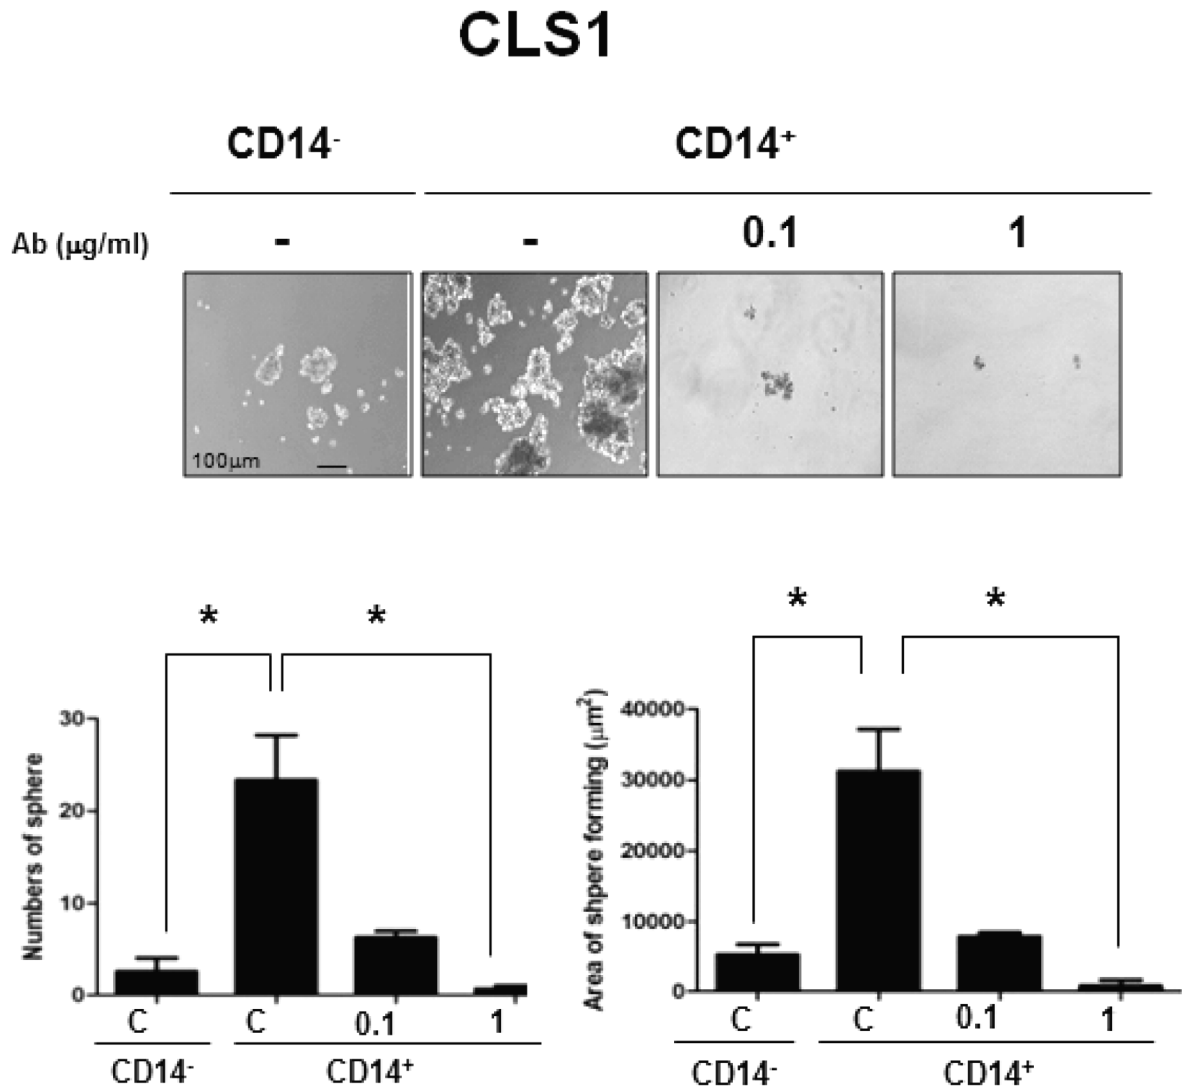 CLS1
CD14- CD14+
Ab (μg/ml) - - 0.1 1
100μm
* *
Numbers of sphere
30
20
10
0
C C 0.1 1
CD14- CD14+
* *
Area of shpere forming (μm²)
40000
30000
20000
10000
0
C C 0.1 1
CD14- CD14+